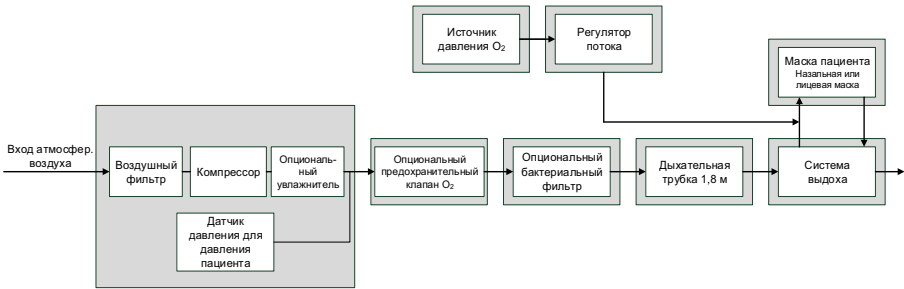 Источник
давления O₂
Регулятор
потока
Маска пациента
Назальная или
лицевая маска
Вход атмосфер.
воздуха
Воздушный
фильтр
Компрессор
Опциональ-
ный
увлажнитель
Датчик
давления для
давления
пациента
Опциональный
предохранительный
клапан O₂
Опциональный
бактериальный
фильтр
Дыхательная
трубка 1,8 м
Система
выдоха